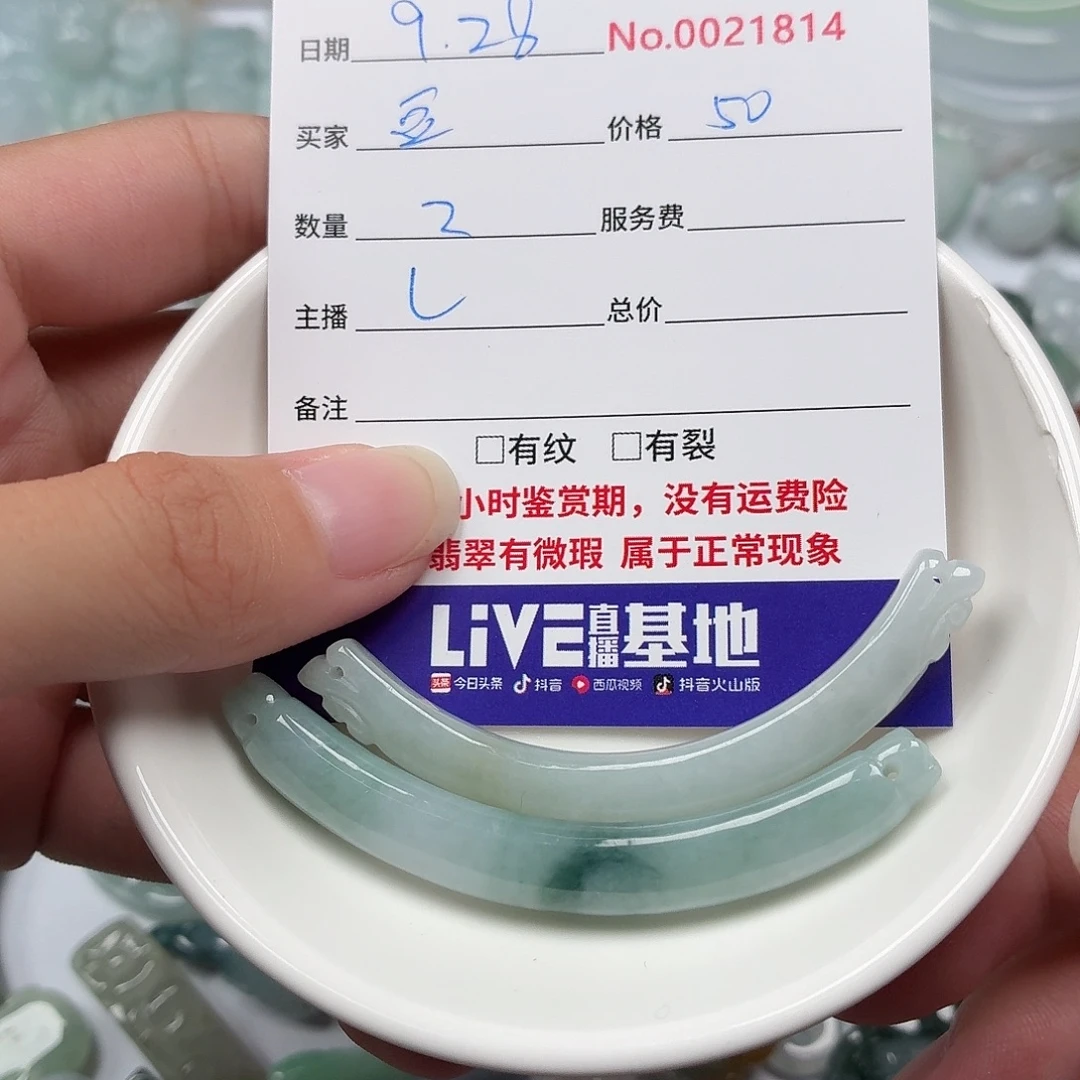 日期 9.28 No.0021814
买家 豆 价格 50
数量 2 服务费
主播 L 总价
备注
□有纹 □有裂
小时鉴赏期，没有运费险
翡翠有微瑕 属于正常现象
LiVE直播基地
头条 今日头条 抖音 西瓜视频 抖音火山版